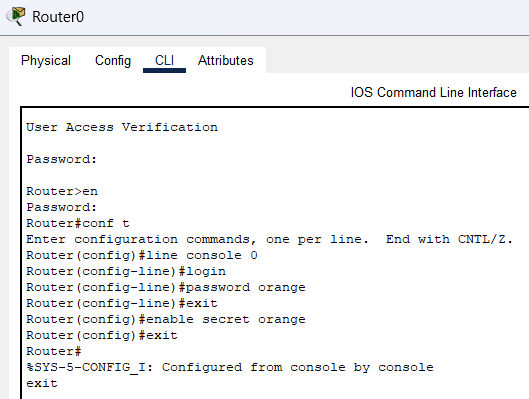 Router0
Physical Config CLI Attributes
IOS Command Line Interface
User Access Verification
Password:
Router>en
Password:
Router#conf t
Enter configuration commands, one per line.  End with CNTL/Z.
Router(config)#line console 0
Router(config-line)#login
Router(config-line)#password orange
Router(config-line)#exit
Router(config)#enable secret orange
Router(config)#exit
Router#
%SYS-5-CONFIG_I: Configured from console by console
exit